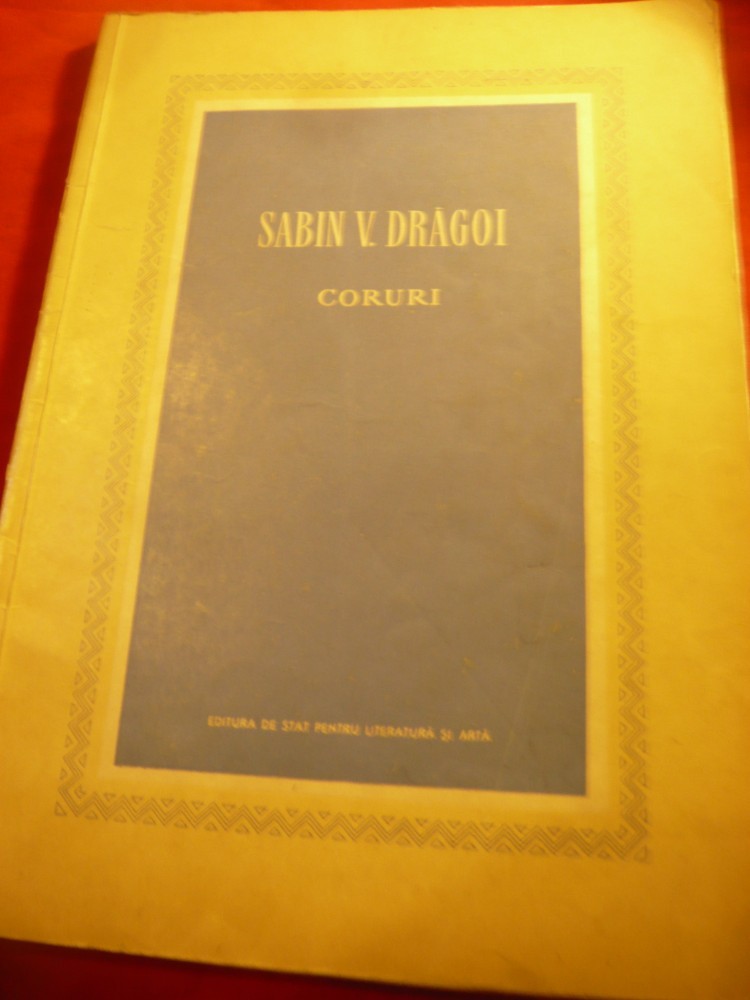 SABIN V. DRĂGOI
CORURI
EDITURA DE STAT PENTRU LITERATURĂ ȘI ARTĂ